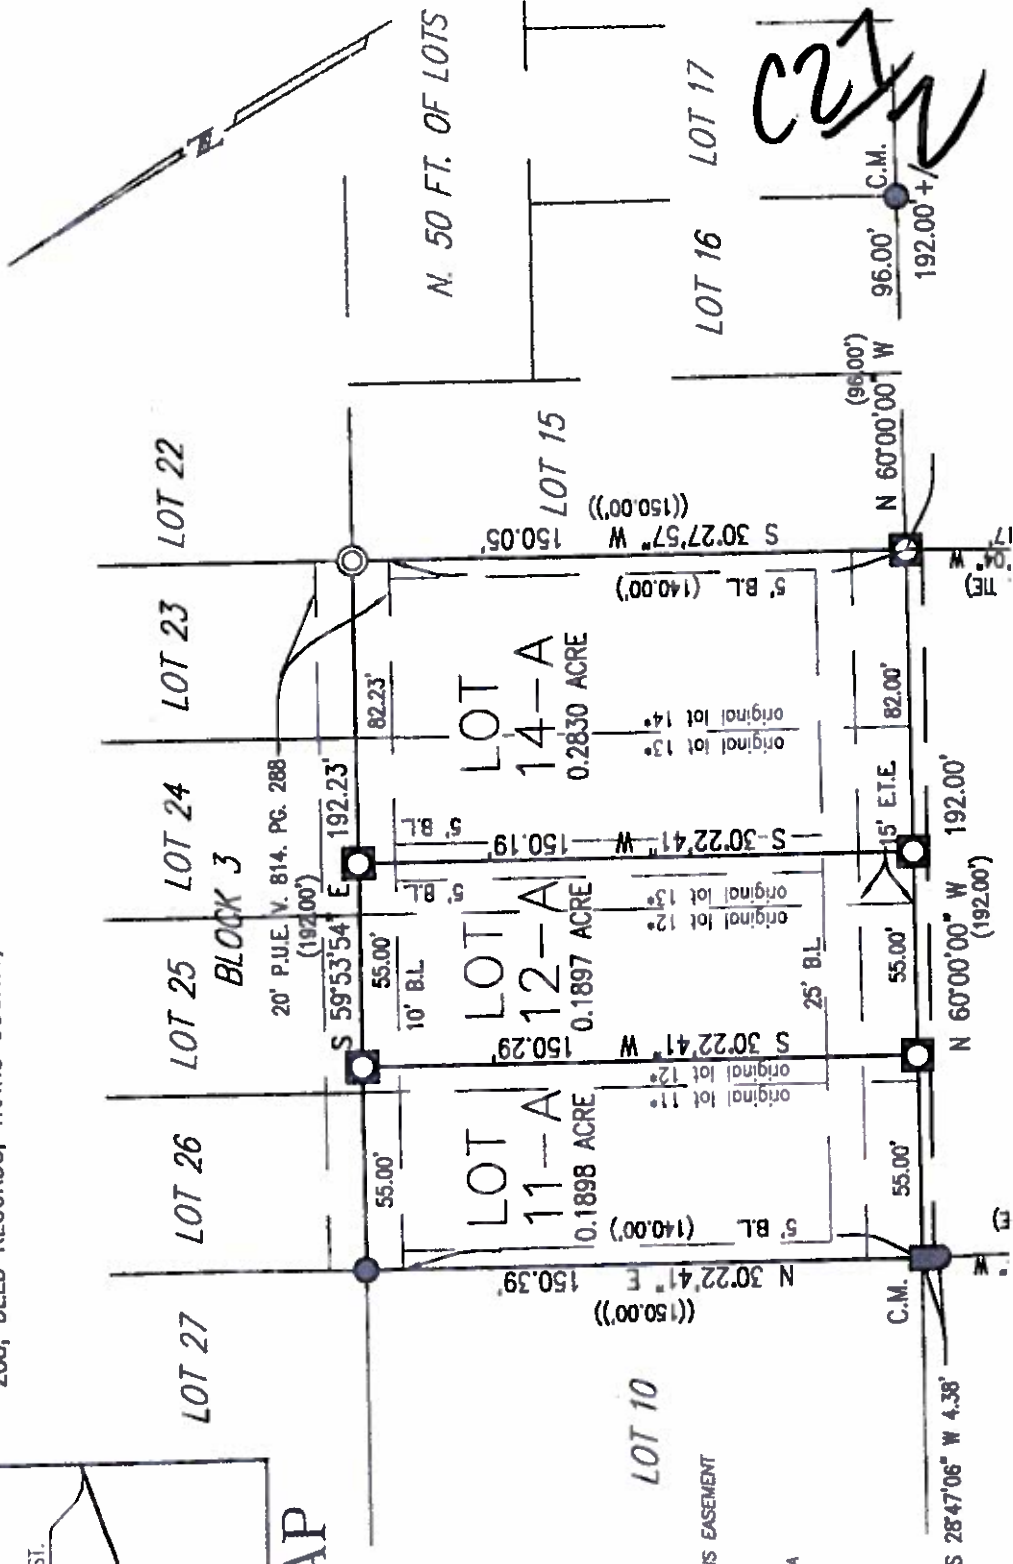 N
N. 50 FT. OF LOTS
LOT 17
C27/2
LOT 16
C.M.
96.00'
192.00'+/
LOT 22
LOT 15
N 60°00'00" W
(96.00')
S 30°27'57" W 150.05'
((150.00'))
LOT 23
5' B.L. (140.00')
TIE)
LOT
14-A
0.2830 ACRE
82.23'
82.00'
original lot 14*
original lot 13*
LOT 24
BLOCK 3
20' P.U.E. V. 814. PG. 288
(192.00')
S 59°53'54" E 192.23'
5' B.L.
S 30°22'41" W 150.19'
5' B.L.
15' E.T.E.
192.00'
N 60°00'00" W
(192.00')
LOT 25
55.00'
10' B.L.
LOT
12-A
0.1897 ACRE
original lot 13*
original lot 12*
25' B.L.
55.00'
S 30°22'41" W 150.29'
original lot 12*
original lot 11*
LOT 26
55.00'
LOT
11-A
0.1898 ACRE
55.00'
5' B.L. (140.00')
N 30°22'41" E 150.39'
((150.00'))
C.M.
LOT 27
LOT 10
S 28°47'06" W 4.38'
IS EASEMENT
ST.
AP